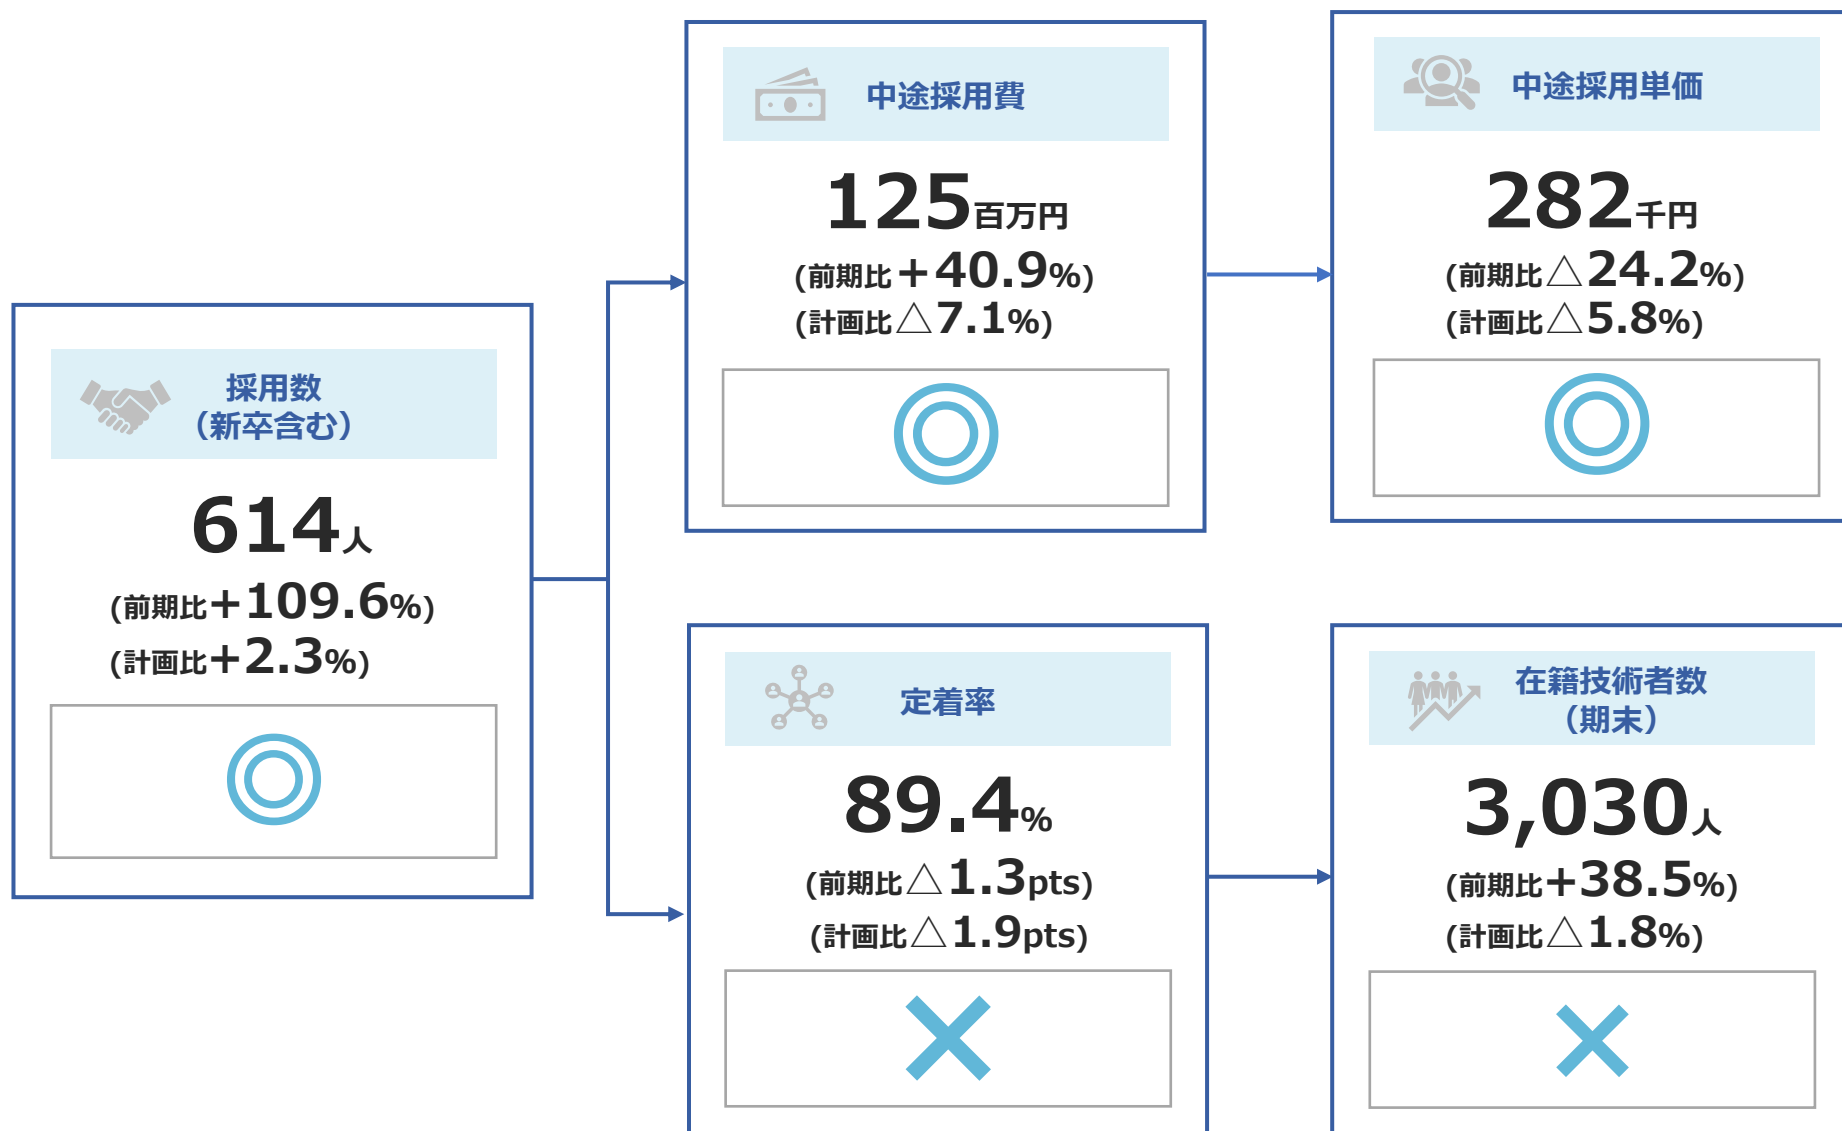 採用数
（新卒含む）
614人
(前期比+109.6%)
(計画比+2.3%)
中途採用費
125百万円
(前期比+40.9%)
(計画比△7.1%)
中途採用単価
282千円
(前期比△24.2%)
(計画比△5.8%)
定着率
89.4%
(前期比△1.3pts)
(計画比△1.9pts)
在籍技術者数
（期末）
3,030人
(前期比+38.5%)
(計画比△1.8%)